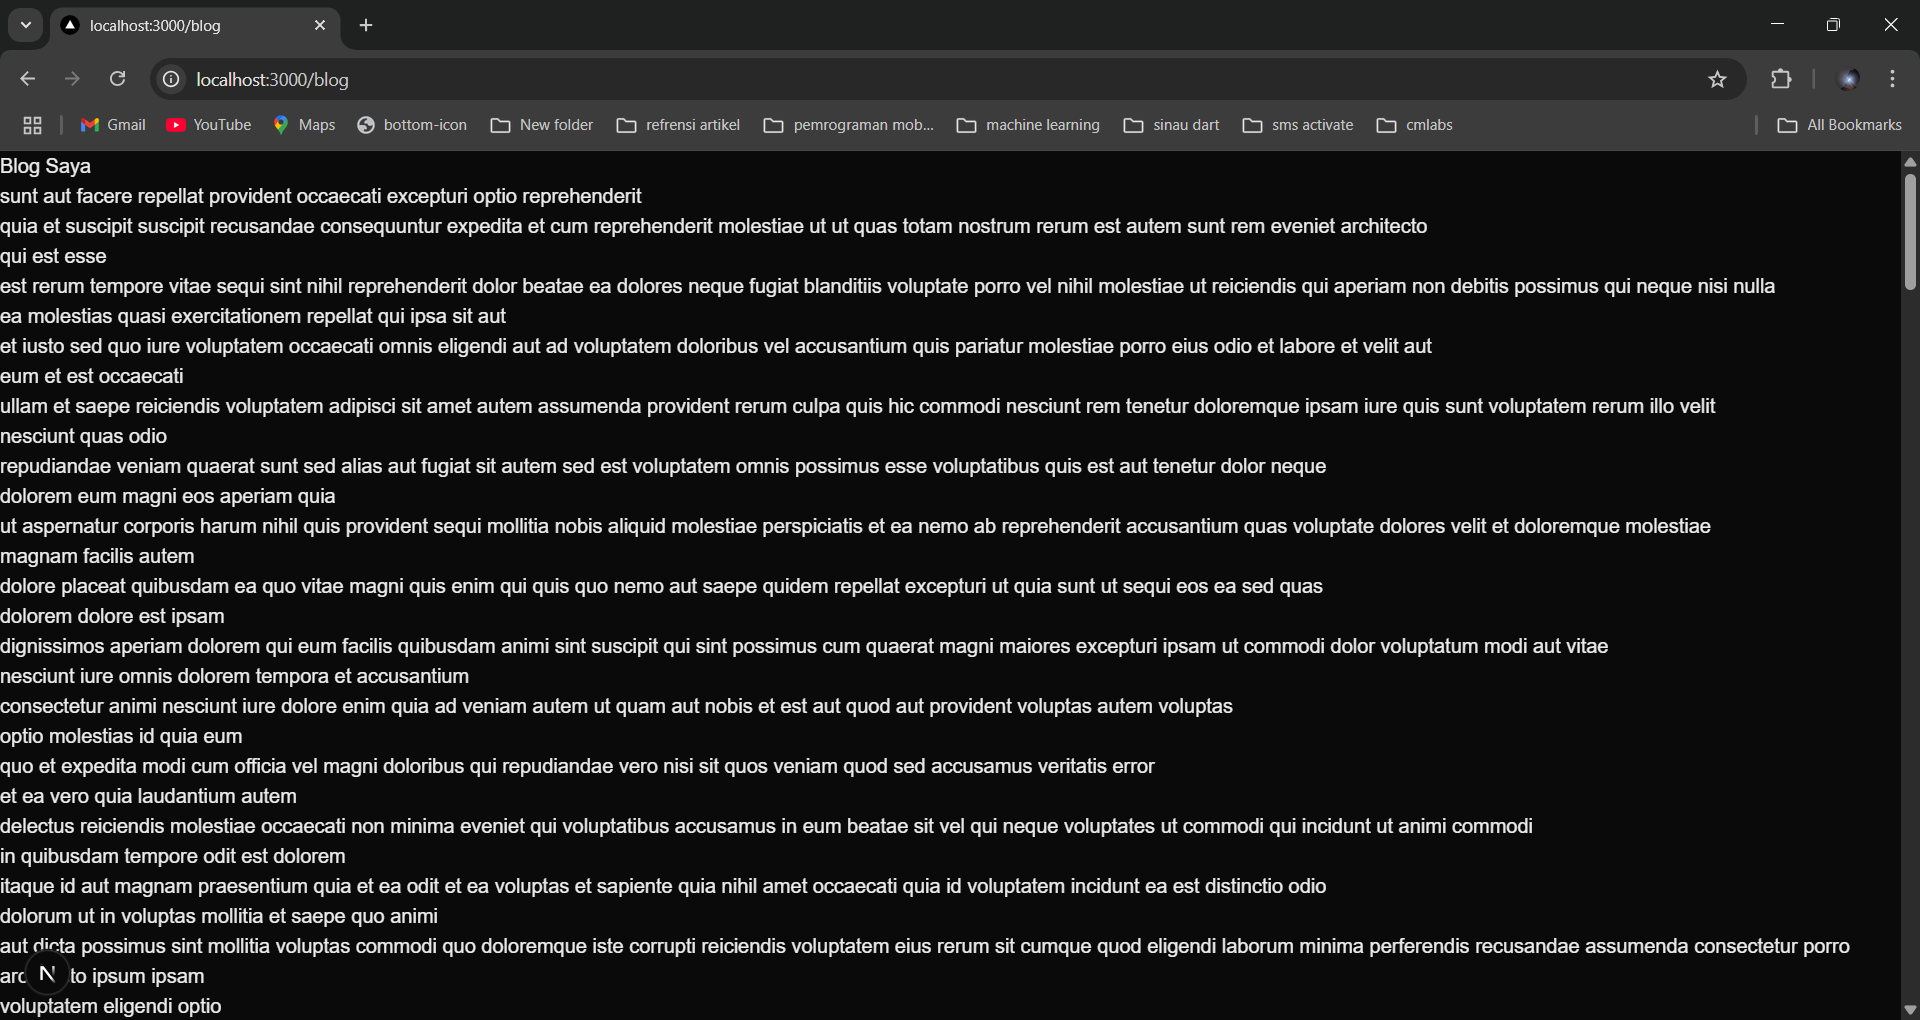 localhost:3000/blog
localhost:3000/blog
Gmail YouTube Maps bottom-icon New folder refrensi artikel pemrograman mob... machine learning sinau dart sms activate cmlabs All Bookmarks
Blog Saya
sunt aut facere repellat provident occaecati excepturi optio reprehenderit
quia et suscipit suscipit recusandae consequuntur expedita et cum reprehenderit molestiae ut ut quas totam nostrum rerum est autem sunt rem eveniet architecto
qui est esse
est rerum tempore vitae sequi sint nihil reprehenderit dolor beatae ea dolores neque fugiat blanditiis voluptate porro vel nihil molestiae ut reiciendis qui aperiam non debitis possimus qui neque nisi nulla
ea molestias quasi exercitationem repellat qui ipsa sit aut
et iusto sed quo iure voluptatem occaecati omnis eligendi aut ad voluptatem doloribus vel accusantium quis pariatur molestiae porro eius odio et labore et velit aut
eum et est occaecati
ullam et saepe reiciendis voluptatem adipisci sit amet autem assumenda provident rerum culpa quis hic commodi nesciunt rem tenetur doloremque ipsam iure quis sunt voluptatem rerum illo velit
nesciunt quas odio
repudiandae veniam quaerat sunt sed alias aut fugiat sit autem sed est voluptatem omnis possimus esse voluptatibus quis est aut tenetur dolor neque
dolorem eum magni eos aperiam quia
ut aspernatur corporis harum nihil quis provident sequi mollitia nobis aliquid molestiae perspiciatis et ea nemo ab reprehenderit accusantium quas voluptate dolores velit et doloremque molestiae
magnam facilis autem
dolore placeat quibusdam ea quo vitae magni quis enim qui quis quo nemo aut saepe quidem repellat excepturi ut quia sunt ut sequi eos ea sed quas
dolorem dolore est ipsam
dignissimos aperiam dolorem qui eum facilis quibusdam animi sint suscipit qui sint possimus cum quaerat magni maiores excepturi ipsam ut commodi dolor voluptatum modi aut vitae
nesciunt iure omnis dolorem tempora et accusantium
consectetur animi nesciunt iure dolore enim quia ad veniam autem ut quam aut nobis et est aut quod aut provident voluptas autem voluptas
optio molestias id quia eum
quo et expedita modi cum officia vel magni doloribus qui repudiandae vero nisi sit quos veniam quod sed accusamus veritatis error
et ea vero quia laudantium autem
delectus reiciendis molestiae occaecati non minima eveniet qui voluptatibus accusamus in eum beatae sit vel qui neque voluptates ut commodi qui incidunt ut animi commodi
in quibusdam tempore odit est dolorem
itaque id aut magnam praesentium quia et ea odit et ea voluptas et sapiente quia nihil amet occaecati quia id voluptatem incidunt ea est distinctio odio
dolorum ut in voluptas mollitia et saepe quo animi
aut dicta possimus sint mollitia voluptas commodi quo doloremque iste corrupti reiciendis voluptatem eius rerum sit cumque quod eligendi laborum minima perferendis recusandae assumenda consectetur porro
N ipsum ipsam
voluptatem eligendi optio